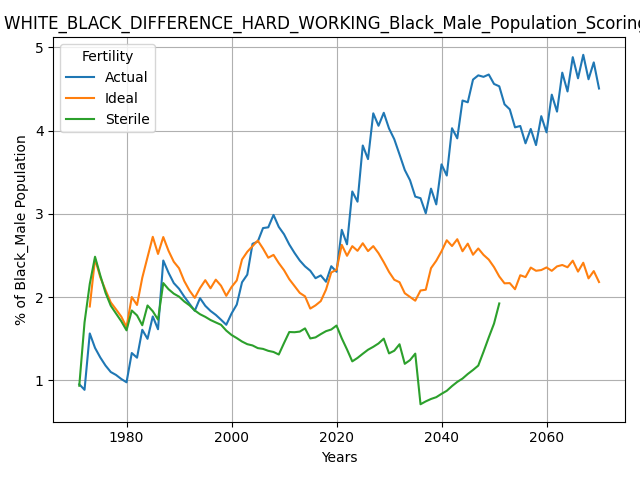 WHITE_BLACK_DIFFERENCE_HARD_WORKING_Black_Male_Population_Scoring
Fertility
Actual
Ideal
Sterile
% of Black_Male Population
5
4
3
2
1
1980 2000 2020 2040 2060
Years